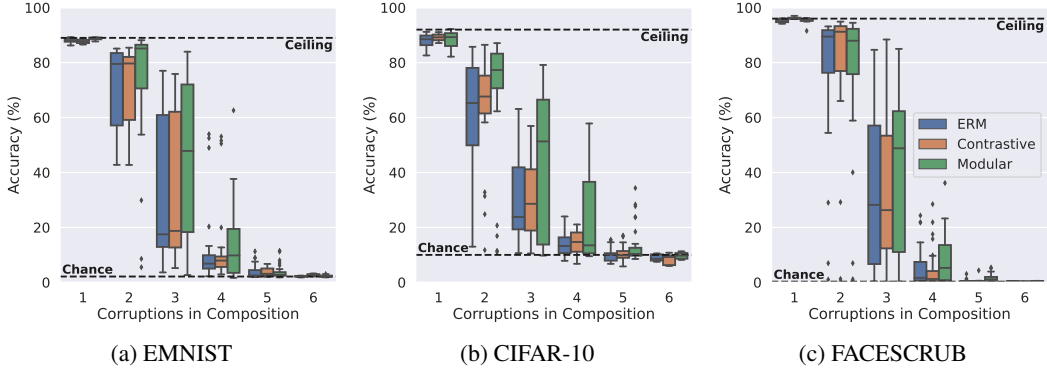 100
80
60
40
20
0
Accuracy (%)
Ceiling
Chance
1 2 3 4 5 6
Corruptions in Composition
(a) EMNIST
100
80
60
40
20
0
Accuracy (%)
Ceiling
Chance
1 2 3 4 5 6
Corruptions in Composition
(b) CIFAR-10
100
80
60
40
20
0
Accuracy (%)
Ceiling
ERM
Contrastive
Modular
Chance
1 2 3 4 5 6
Corruptions in Composition
(c) FACESCRUB